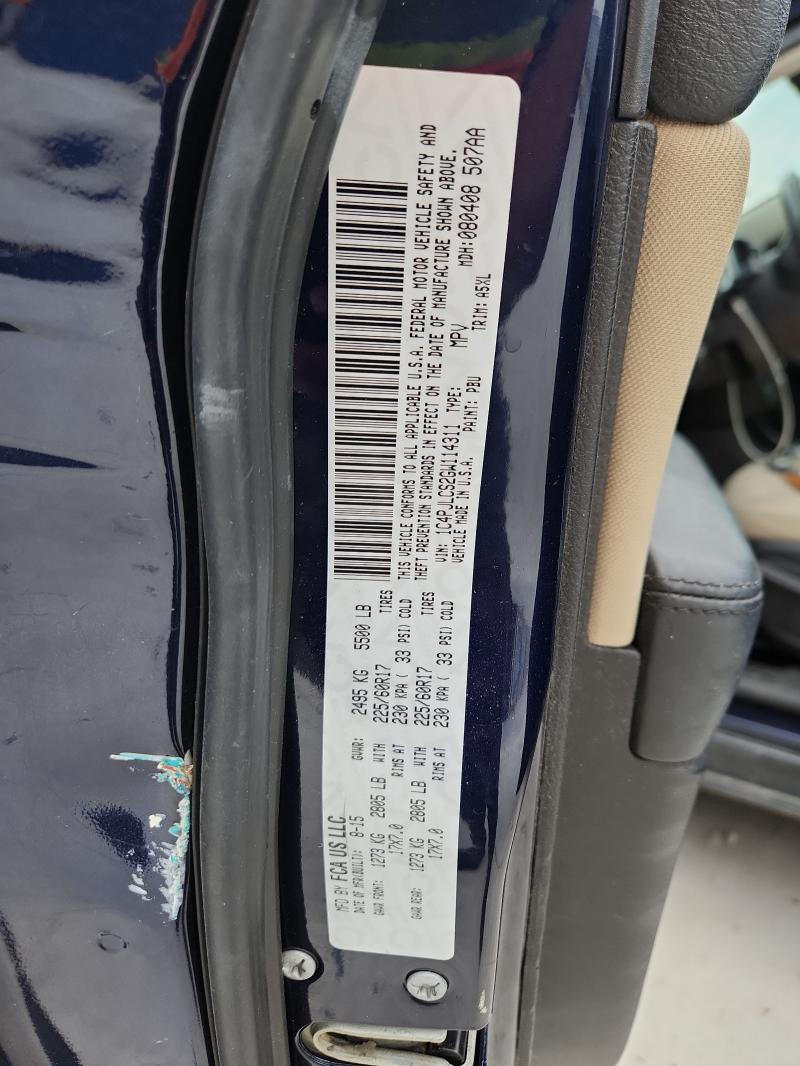 MFD BY FCA US LLC
DATE OF MFR(BUILT): 8-15 GVWR: 2495 KG 5500 LB
GAWR FRONT: 1273 KG 2805 LB WITH 225/60R17 TIRES
17X7.0 RIMS AT 230 KPA ( 33 PSI) COLD
GAWR REAR: 1273 KG 2805 LB WITH 225/60R17 TIRES
17X7.0 RIMS AT 230 KPA ( 33 PSI) COLD
THIS VEHICLE CONFORMS TO ALL APPLICABLE U.S.A. FEDERAL MOTOR VEHICLE SAFETY AND
THEFT PREVENTION STANDARDS IN EFFECT ON THE DATE OF MANUFACTURE SHOWN ABOVE.
VIN: 1C4PJLCS2GW114311 TYPE: MPV MDH: 080408 507AA
VEHICLE MADE IN U.S.A. PAINT: PBU TRIM: A5XL